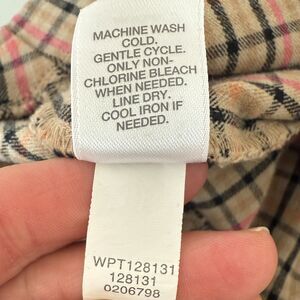 MACHINE WASH
COLD.
GENTLE CYCLE.
ONLY NON-
CHLORINE BLEACH
WHEN NEEDED.
LINE DRY.
COOL IRON IF
NEEDED.
WPT128131
128131
0206798